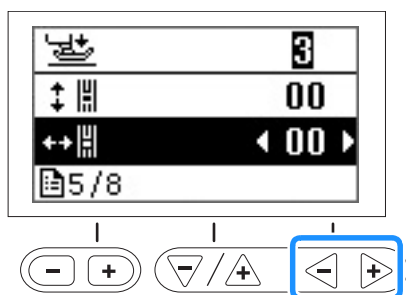 3
00
00
5/8
- + - / + - +